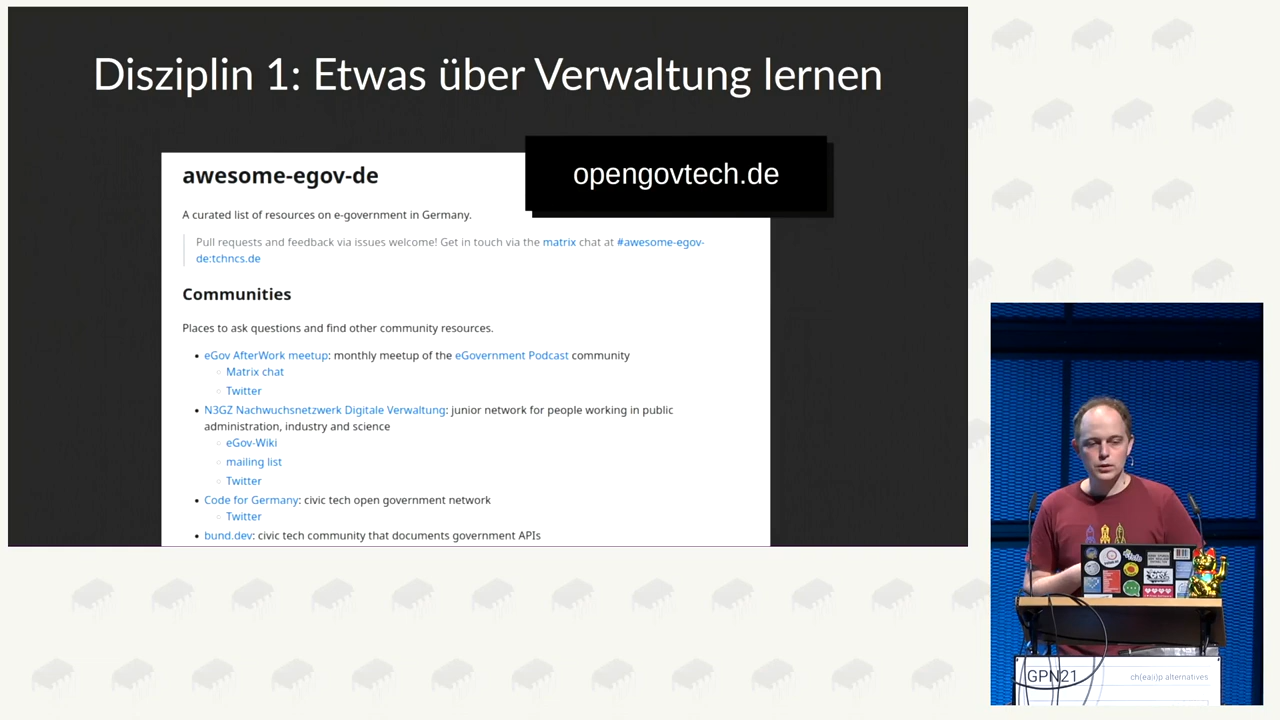 Disziplin 1: Etwas über Verwaltung lernen
opengovtech.de
awesome-egov-de
A curated list of resources on e-government in Germany.
Pull requests and feedback via issues welcome! Get in touch via the matrix chat at #awesome-egov-
de:tchncs.de
Communities
Places to ask questions and find other community resources.
• eGov AfterWork meetup: monthly meetup of the eGovernment Podcast community
◦ Matrix chat
◦ Twitter
• N3GZ Nachwuchsnetzwerk Digitale Verwaltung: junior network for people working in public
administration, industry and science
◦ eGov-Wiki
◦ mailing list
◦ Twitter
• Code for Germany: civic tech open government network
◦ Twitter
• bund.dev: civic tech community that documents government APIs
GPN21
ch(ea(i)p alternatives